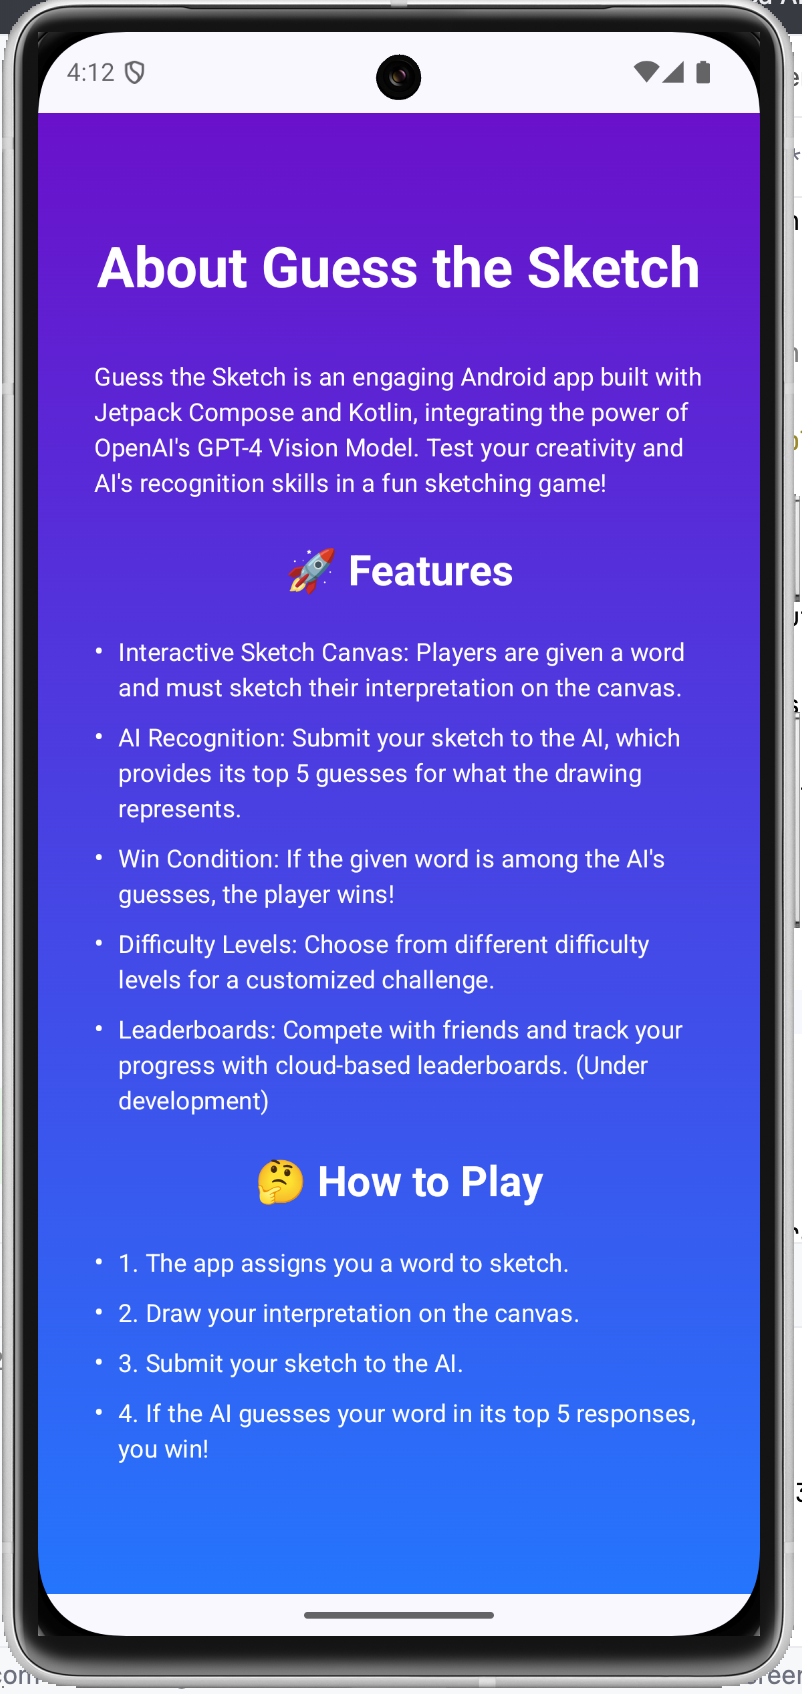 4:12
About Guess the Sketch
Guess the Sketch is an engaging Android app built with
Jetpack Compose and Kotlin, integrating the power of
OpenAI's GPT-4 Vision Model. Test your creativity and
AI's recognition skills in a fun sketching game!
🚀 Features
• Interactive Sketch Canvas: Players are given a word
and must sketch their interpretation on the canvas.
• AI Recognition: Submit your sketch to the AI, which
provides its top 5 guesses for what the drawing
represents.
• Win Condition: If the given word is among the AI's
guesses, the player wins!
• Difficulty Levels: Choose from different difficulty
levels for a customized challenge.
• Leaderboards: Compete with friends and track your
progress with cloud-based leaderboards. (Under
development)
🤔 How to Play
• 1. The app assigns you a word to sketch.
• 2. Draw your interpretation on the canvas.
• 3. Submit your sketch to the AI.
• 4. If the AI guesses your word in its top 5 responses,
you win!